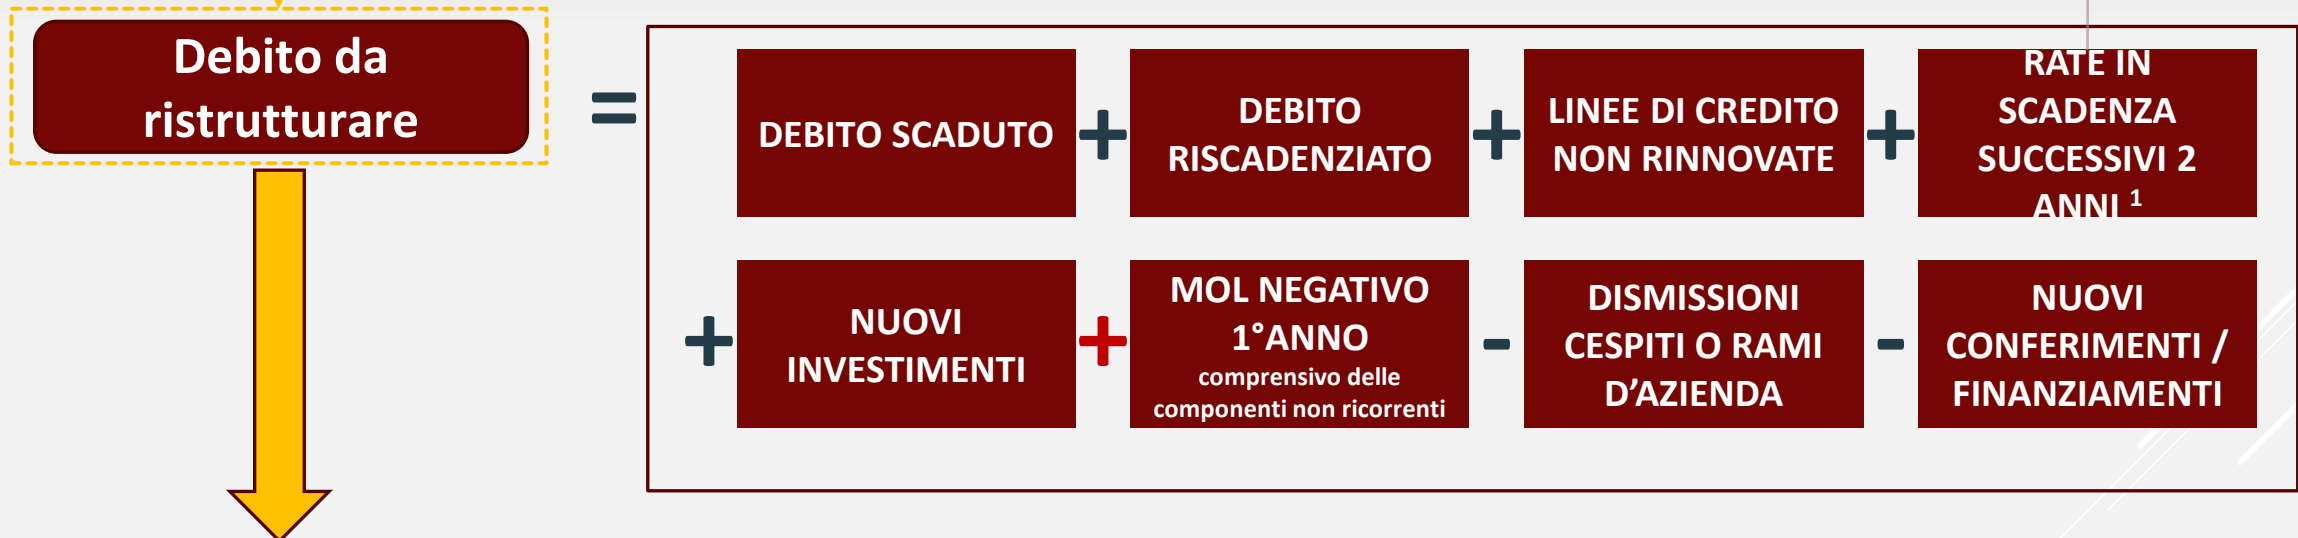 Debito da
ristrutturare
=
DEBITO SCADUTO
+
DEBITO
RISCADENZIATO
+
LINEE DI CREDITO
NON RINNOVATE
+
RATE IN
SCADENZA
SUCCESSIVI 2
ANNI ¹
+
NUOVI
INVESTIMENTI
+
MOL NEGATIVO
1°ANNO
comprensivo delle
componenti non ricorrenti
-
DISMISSIONI
CESPITI O RAMI
D’AZIENDA
-
NUOVI
CONFERIMENTI /
FINANZIAMENTI